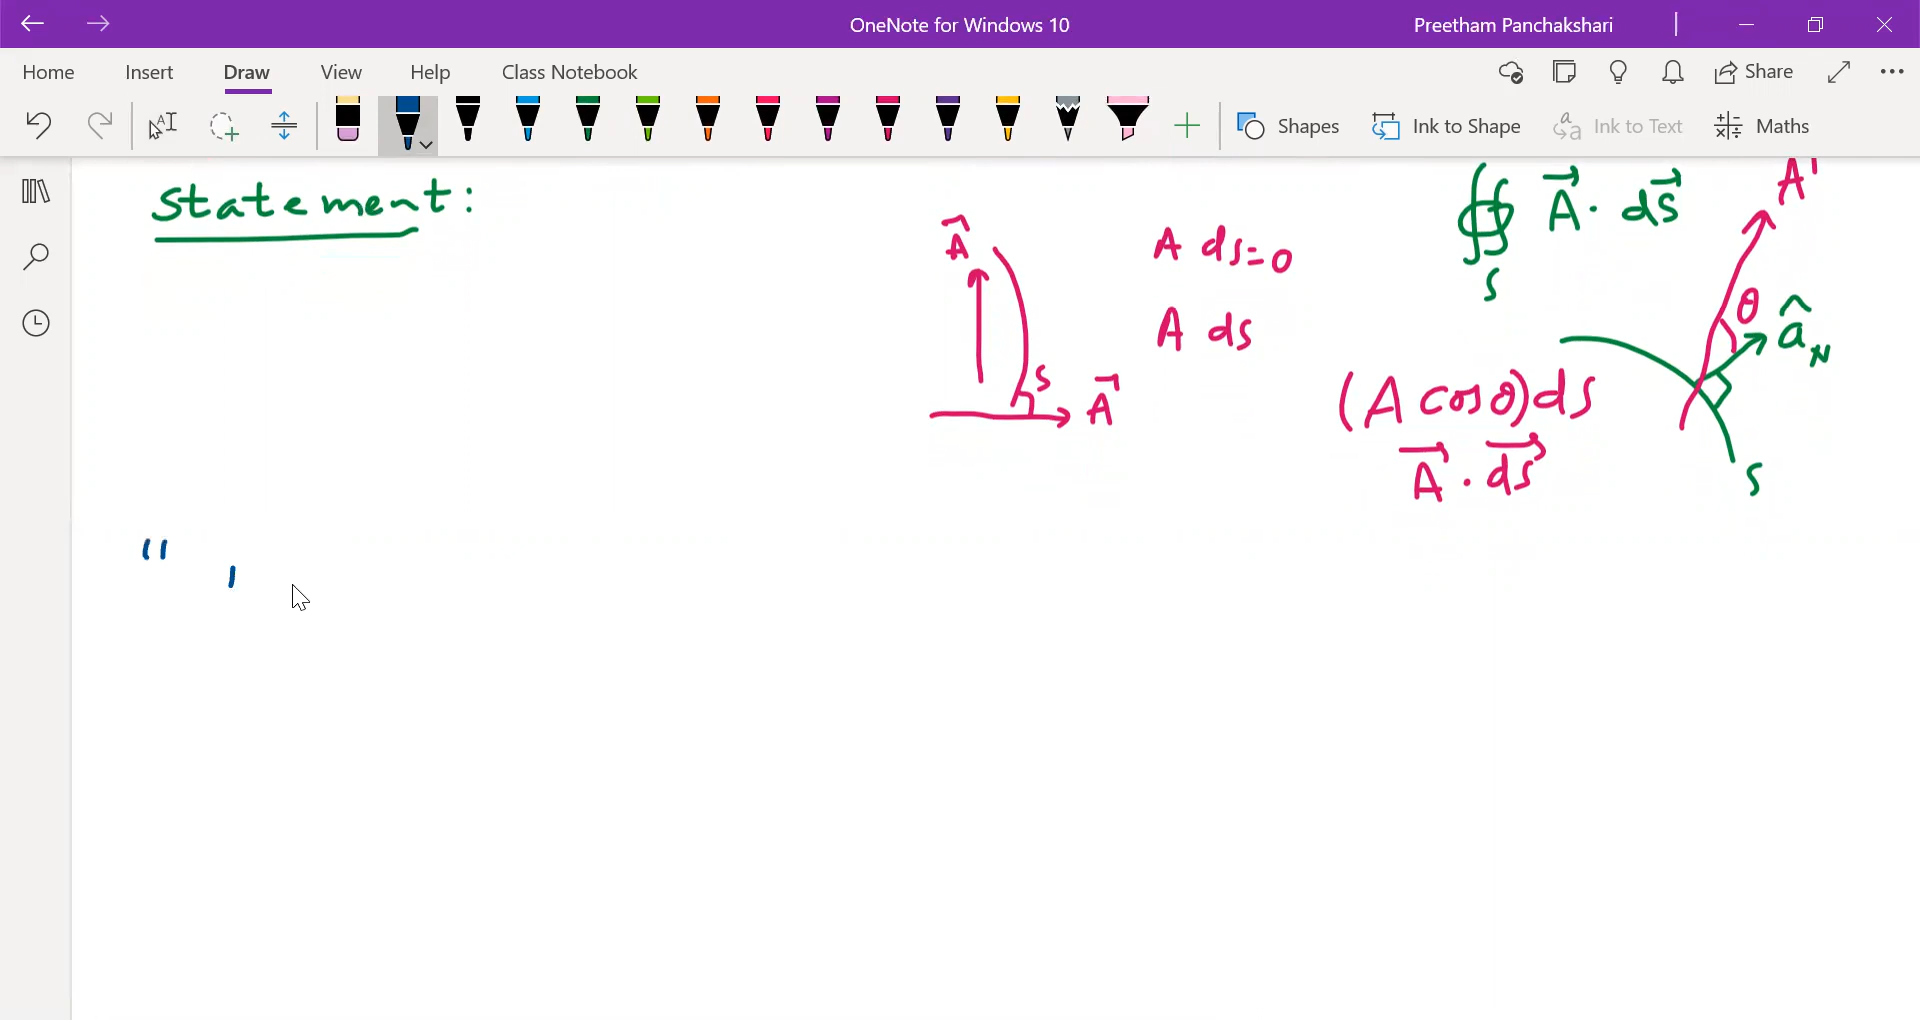 OneNote for Windows 10
Preetham Panchakshari
Home Insert Draw View Help Class Notebook
Share
Shapes
Ink to Shape
Ink to Text
Maths
Statement:
A⃗
A ds=0
A ds
s
A⃗
∯ A⃗ · ds⃗
s
A'
θ
â_N
(A cosθ)ds
A⃗ · ds⃗
s
"